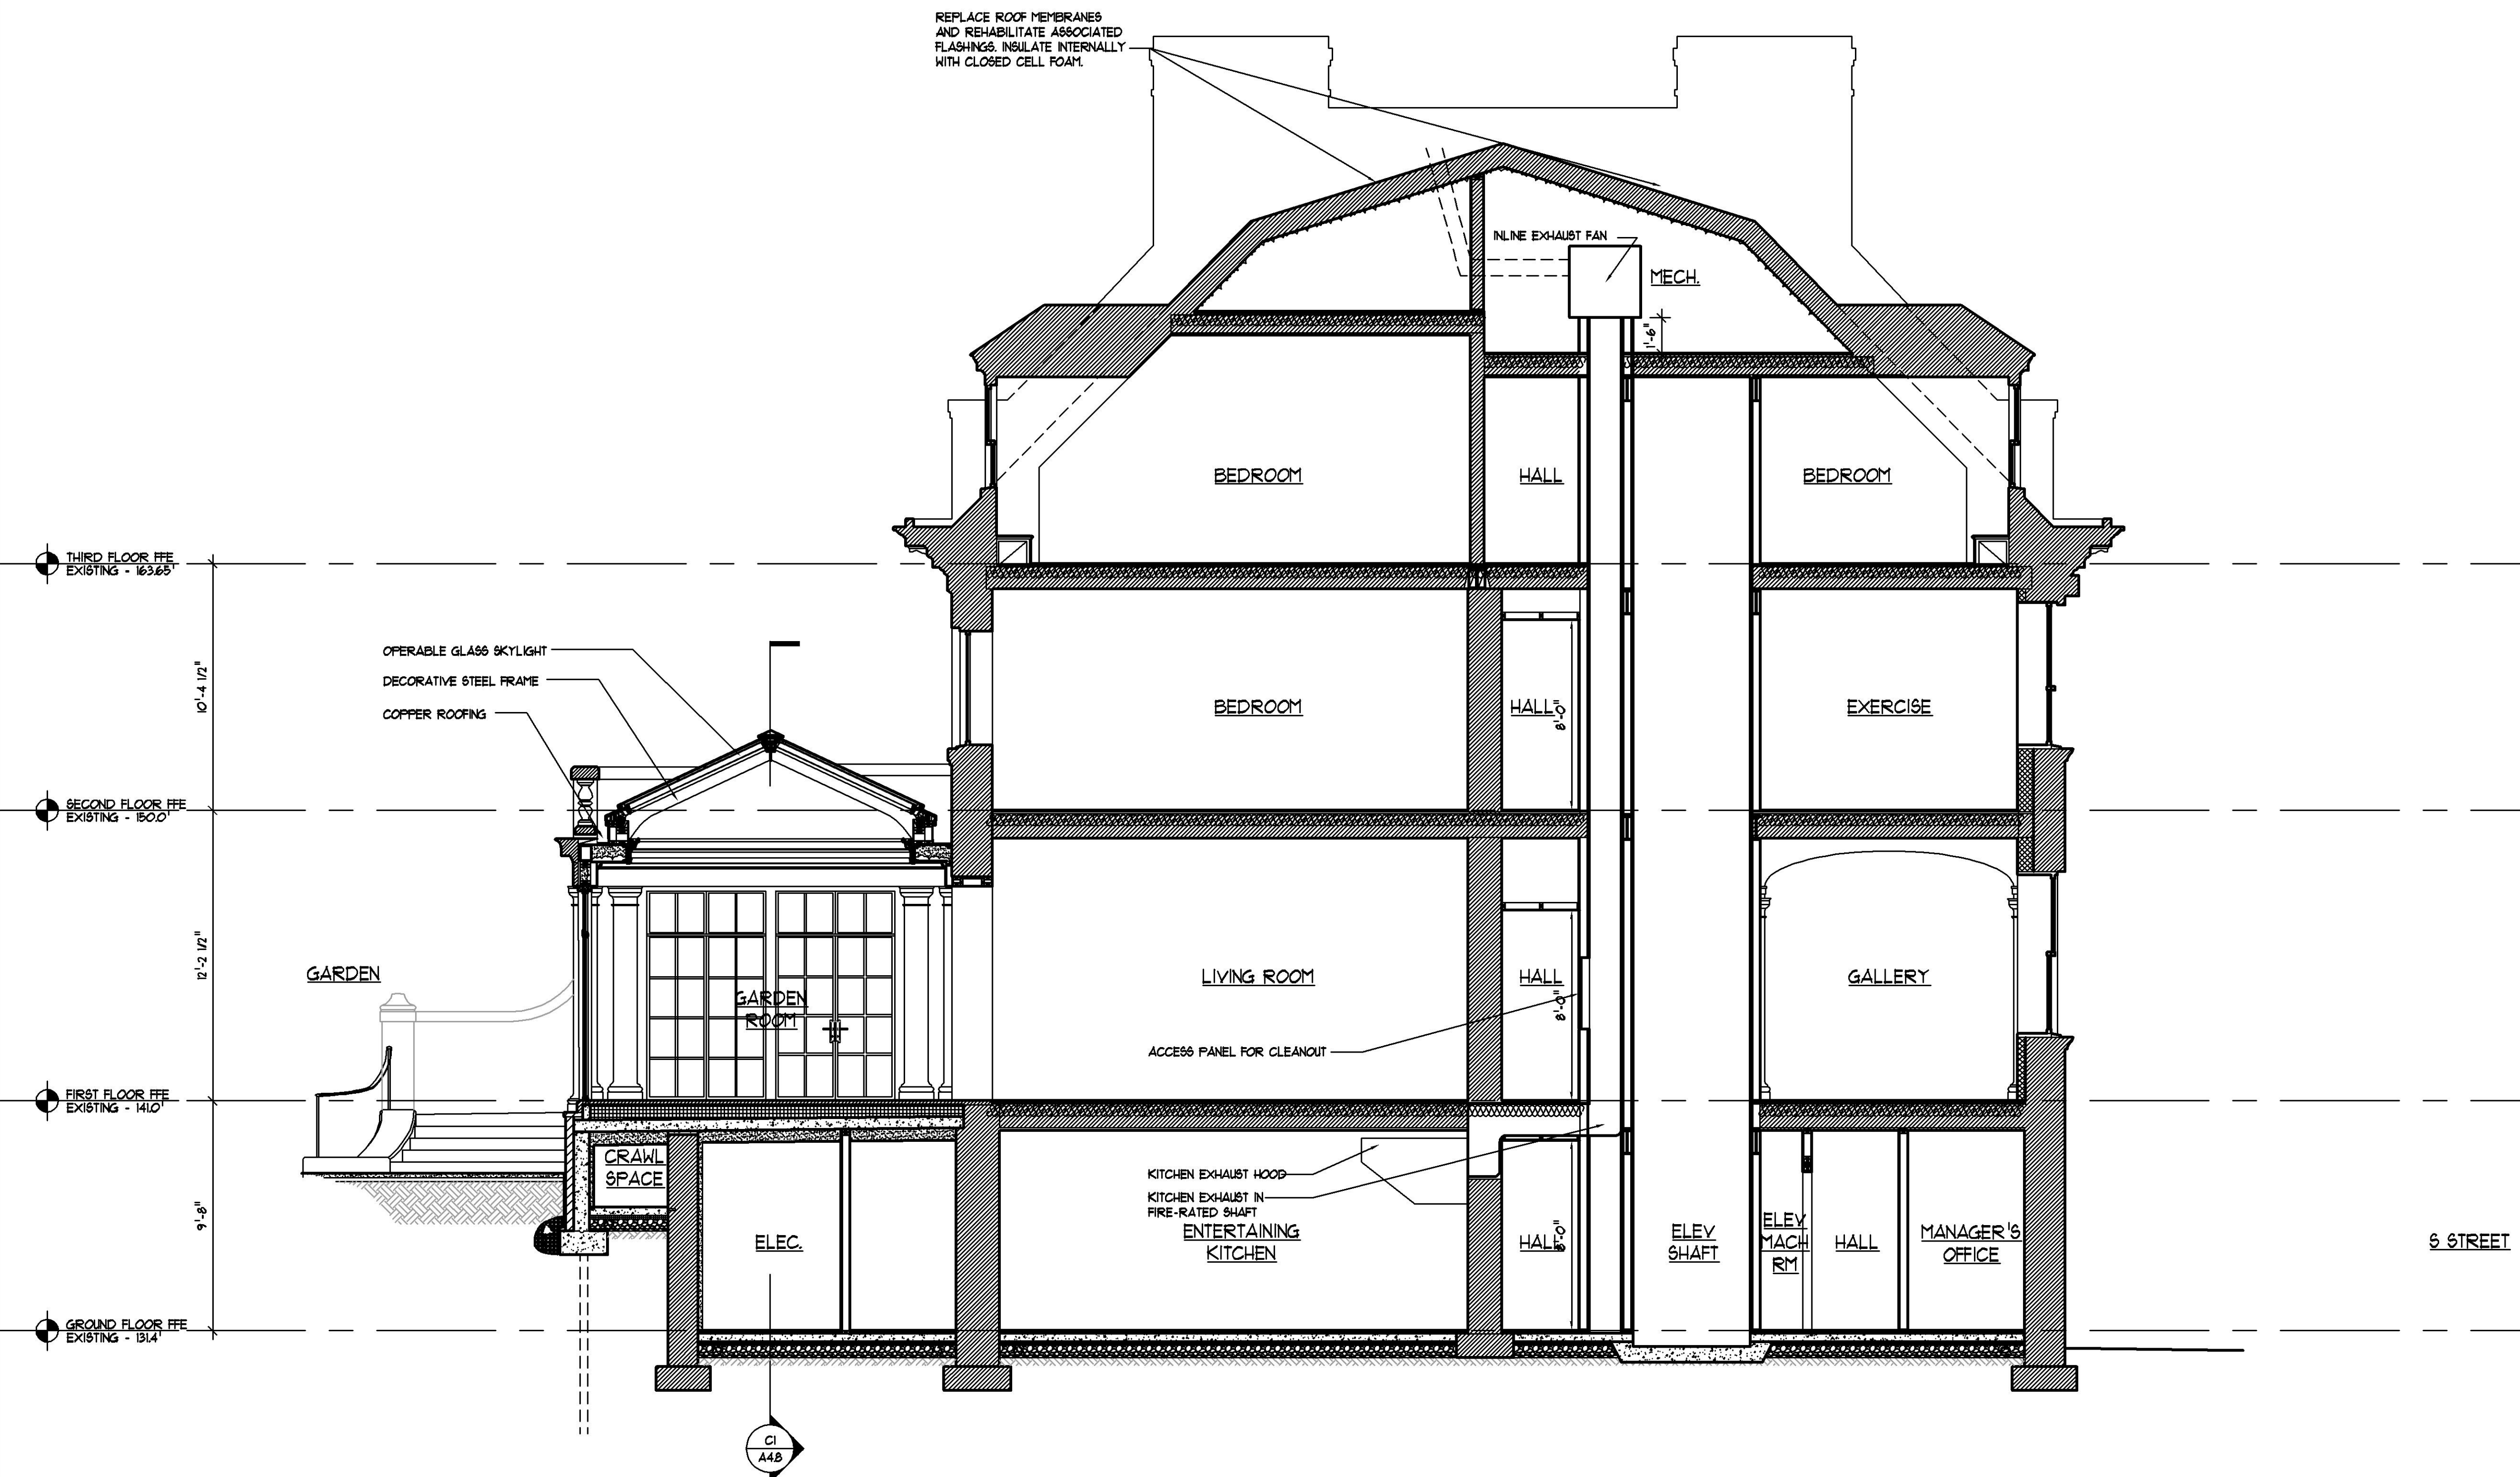 REPLACE ROOF MEMBRANES
AND REHABILITATE ASSOCIATED
FLASHINGS. INSULATE INTERNALLY
WITH CLOSED CELL FOAM.
INLINE EXHAUST FAN
MECH.
1'-6"
BEDROOM
HALL
BEDROOM
THIRD FLOOR FFE
EXISTING - 163.65'
10'-4 1/2"
OPERABLE GLASS SKYLIGHT
DECORATIVE STEEL FRAME
COPPER ROOFING
BEDROOM
HALL
8'-0"
EXERCISE
SECOND FLOOR FFE
EXISTING - 150.0'
12'-2 1/2"
GARDEN
GARDEN
ROOM
LIVING ROOM
HALL
8'-0"
GALLERY
ACCESS PANEL FOR CLEANOUT
FIRST FLOOR FFE
EXISTING - 141.0'
9'-8"
CRAWL
SPACE
KITCHEN EXHAUST HOOD
KITCHEN EXHAUST IN
FIRE-RATED SHAFT
ELEC.
ENTERTAINING
KITCHEN
HALL
8'-0"
ELEV
SHAFT
ELEV
MACH
RM
HALL
MANAGER'S
OFFICE
S STREET
GROUND FLOOR FFE
EXISTING - 131.4'
C1
A4.8